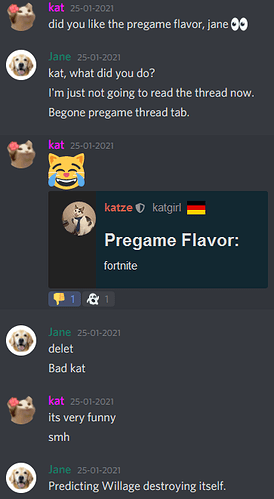 kat 25-01-2021
did you like the pregame flavor, jane 👀
Jane 25-01-2021
kat, what did you do?
I'm just not going to read the thread now.
Begone pregame thread tab.
kat 25-01-2021
😹
katze katgirl
Pregame Flavor:
fortnite
👎 1 👻 1
Jane 25-01-2021
delet
Bad kat
kat 25-01-2021
its very funny
smh
Jane 25-01-2021
Predicting Willage destroying itself.